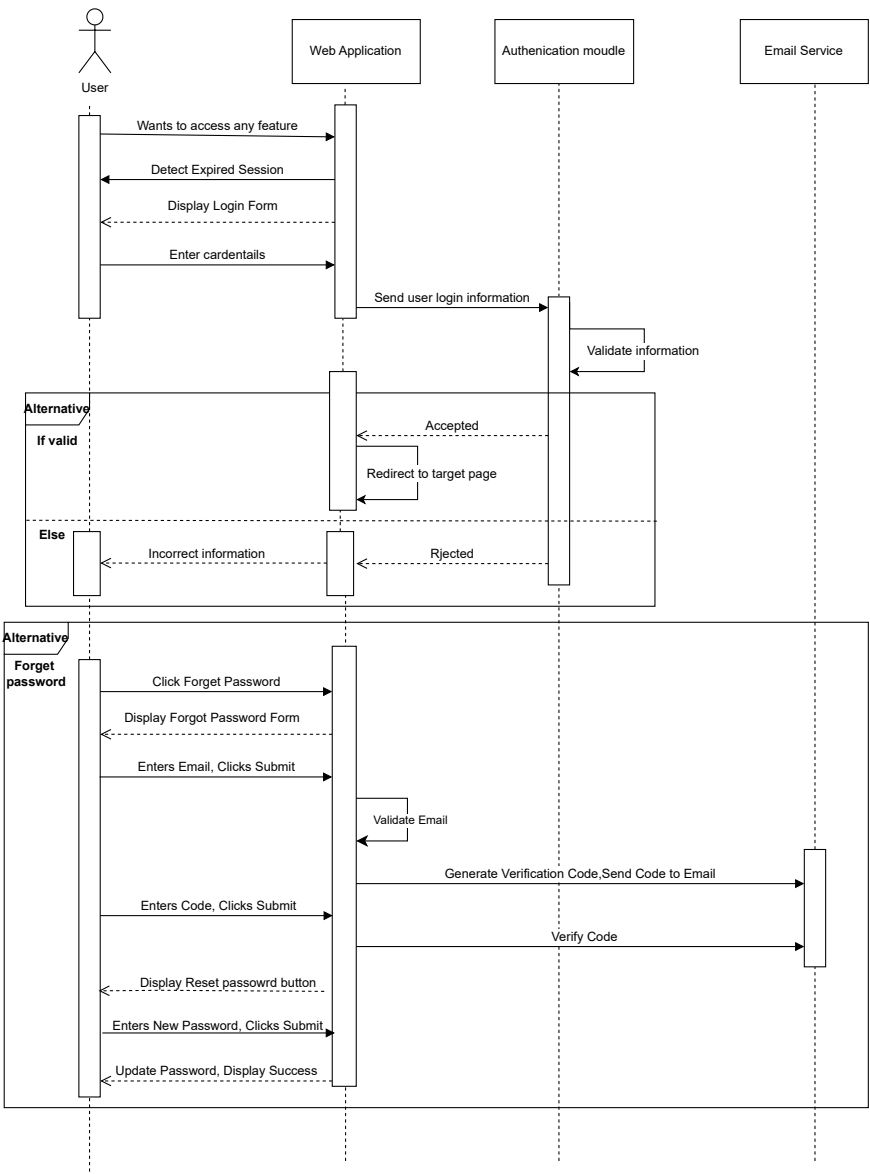 User
Web Application
Authenication moudle
Email Service
Wants to access any feature
Detect Expired Session
Display Login Form
Enter cardentails
Send user login information
Validate information
Alternative
If valid
Accepted
Redirect to target page
Else
Incorrect information
Rjected
Alternative
Forget
password
Click Forget Password
Display Forgot Password Form
Enters Email, Clicks Submit
Validate Email
Generate Verification Code,Send Code to Email
Enters Code, Clicks Submit
Verify Code
Display Reset passowrd button
Enters New Password, Clicks Submit
Update Password, Display Success